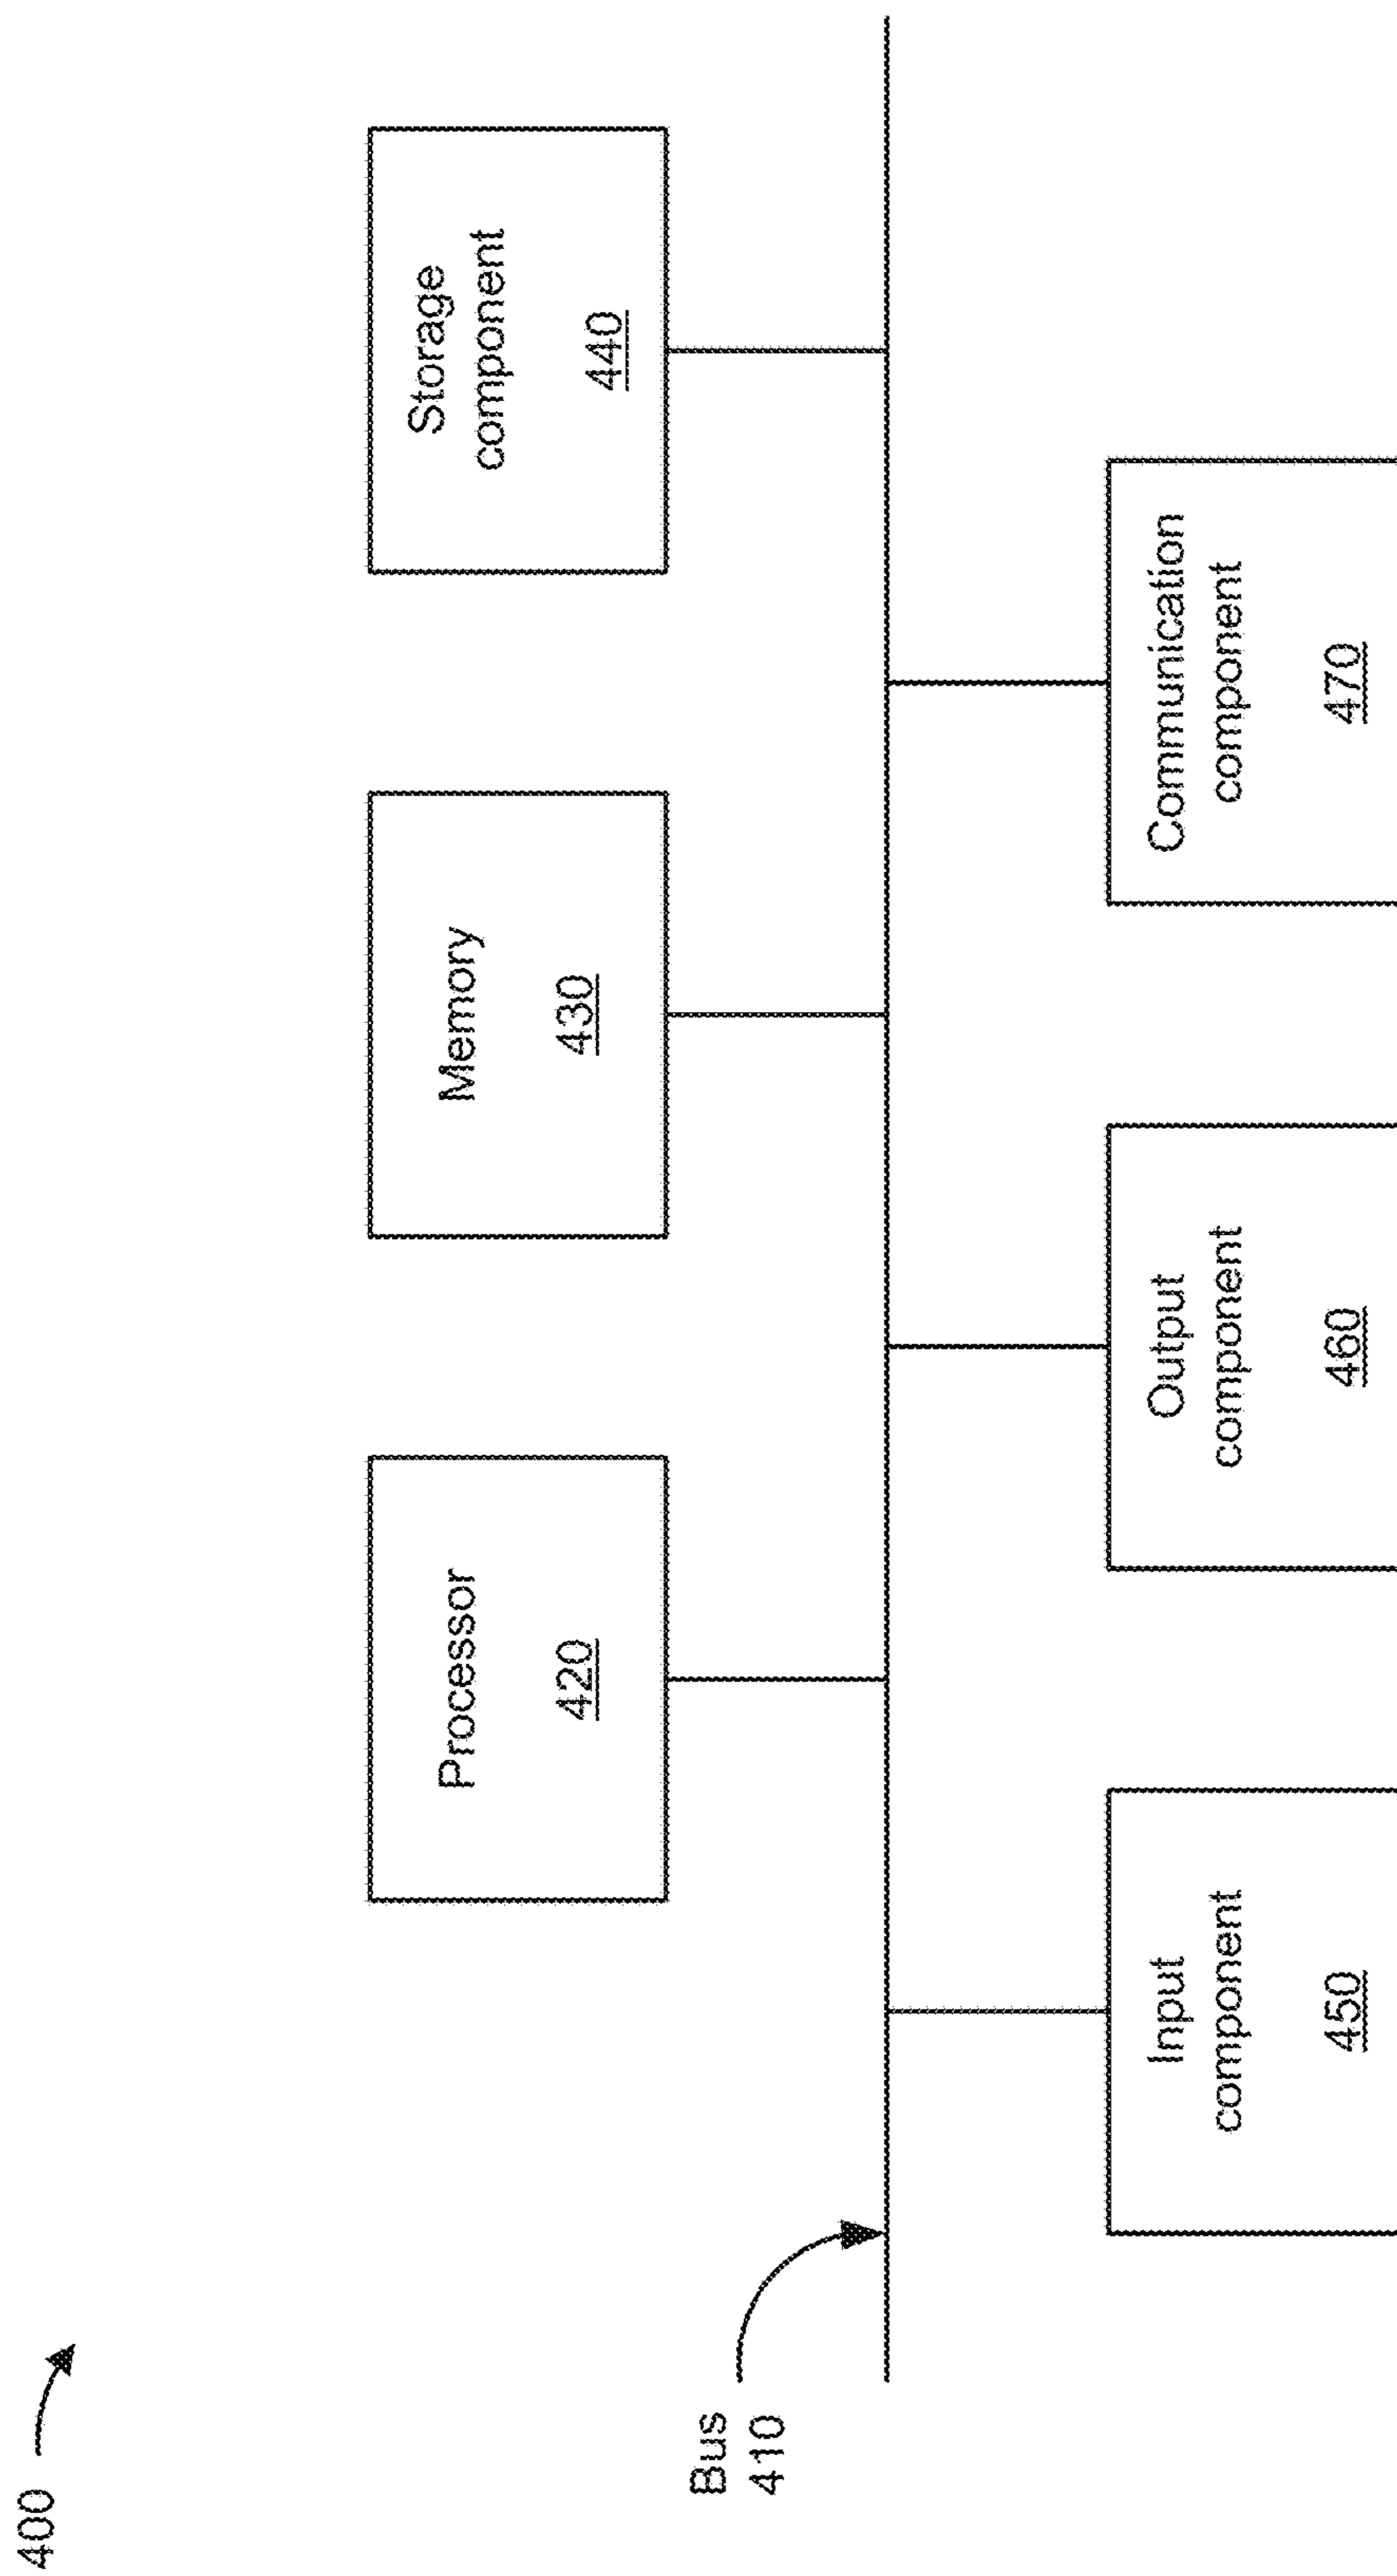 400
Processor
420
Memory
430
Storage
component
440
Bus
410
Input
component
450
Output
component
460
Communication
component
470